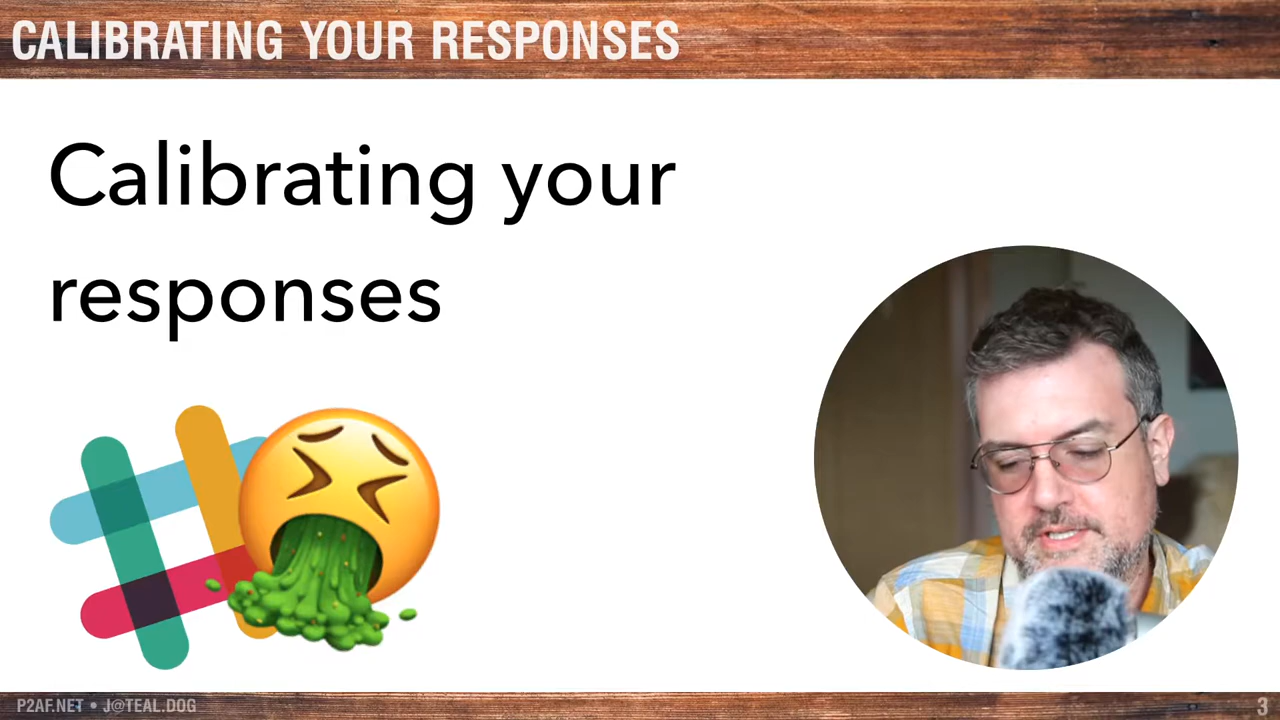 CALIBRATING YOUR RESPONSES
Calibrating your
responses
P2AF.NET • J@TEAL.DOG
3